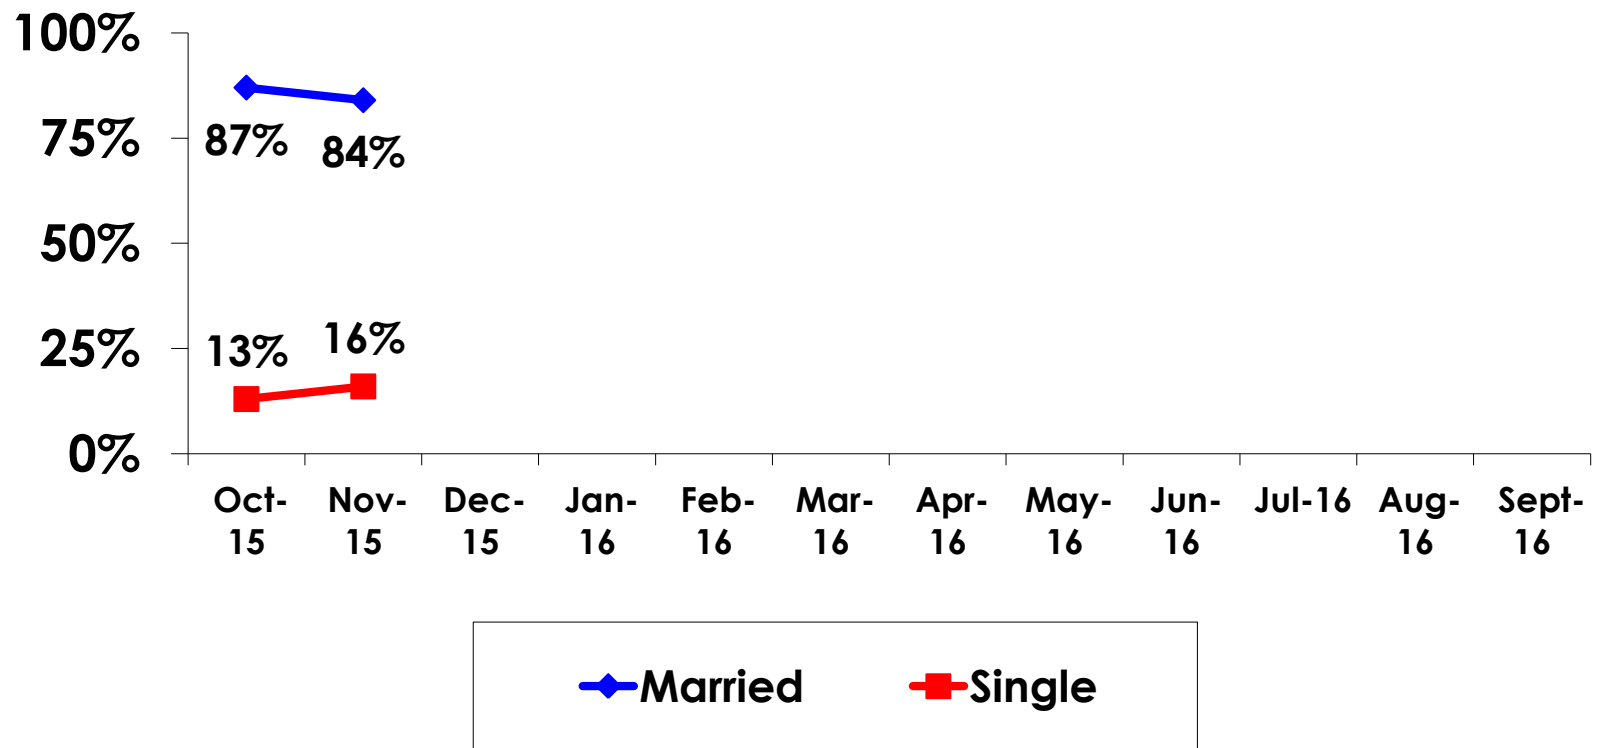 100%
75%
50%
25%
0%
87%
84%
13%
16%
Oct-15
Nov-15
Dec-15
Jan-16
Feb-16
Mar-16
Apr-16
May-16
Jun-16
Jul-16
Aug-16
Sept-16
Married
Single